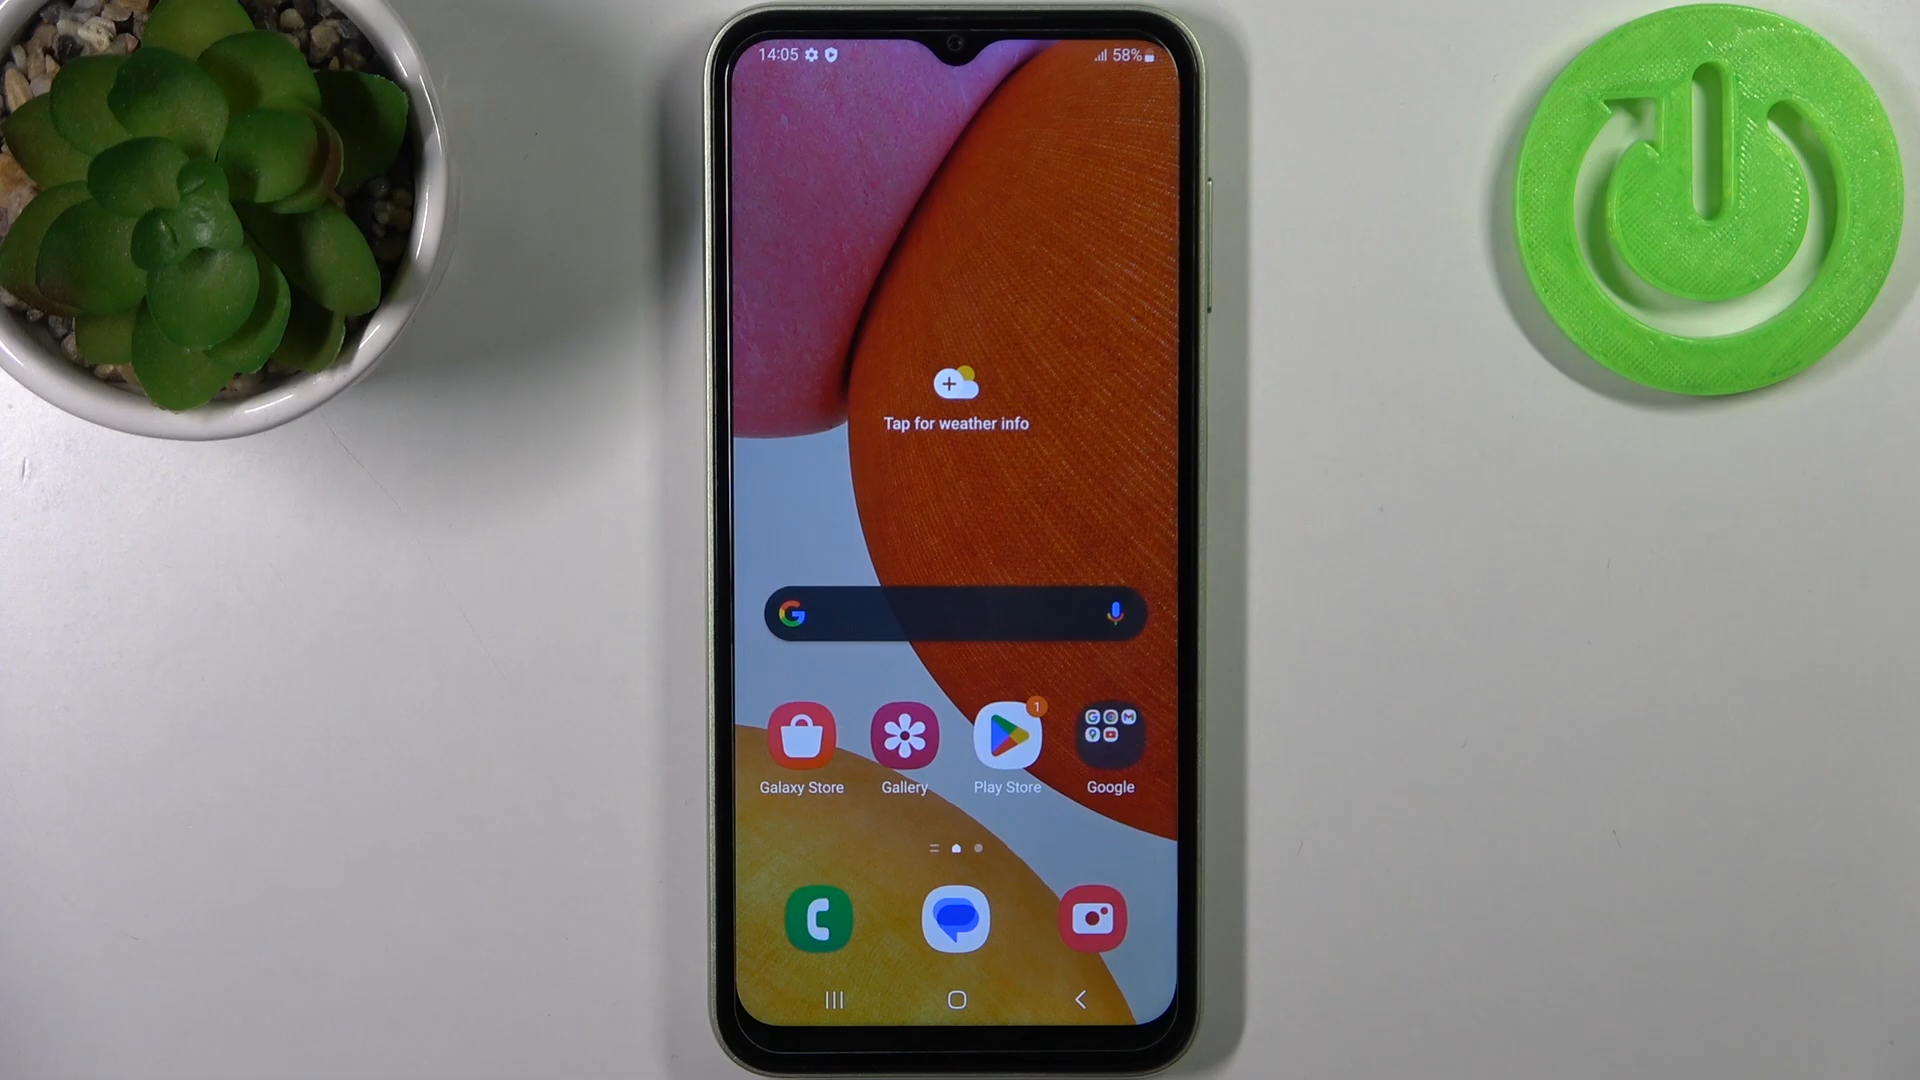 14:05
58%
Tap for weather info
G
1
Galaxy Store
Gallery
Play Store
Google